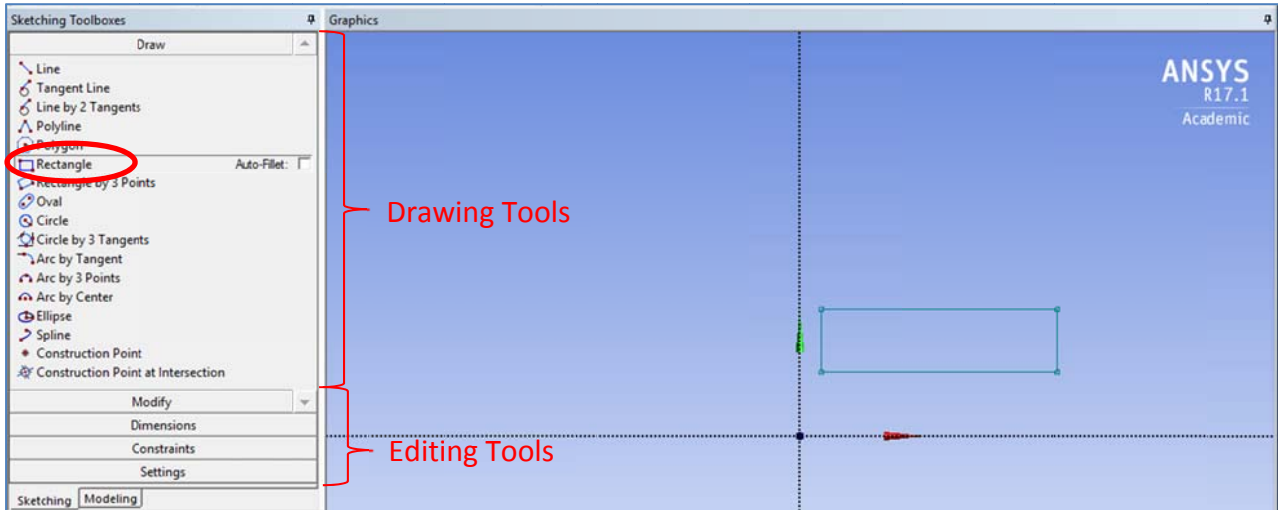 Sketching Toolboxes
Draw
Line
Tangent Line
Line by 2 Tangents
Polyline
Polygon
Rectangle Auto-Fillet:
Rectangle by 3 Points
Oval
Circle
Circle by 3 Tangents
Arc by Tangent
Arc by 3 Points
Arc by Center
Ellipse
Spline
Construction Point
Construction Point at Intersection
Modify
Dimensions
Constraints
Settings
Sketching Modeling
Graphics
ANSYS
R17.1
Academic
Drawing Tools
Editing Tools